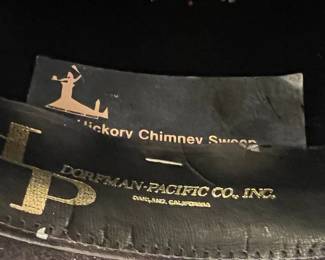 Hickory Chimney Sweep
DP
DORFMAN-PACIFIC CO., INC.
OAKLAND, CALIFORNIA